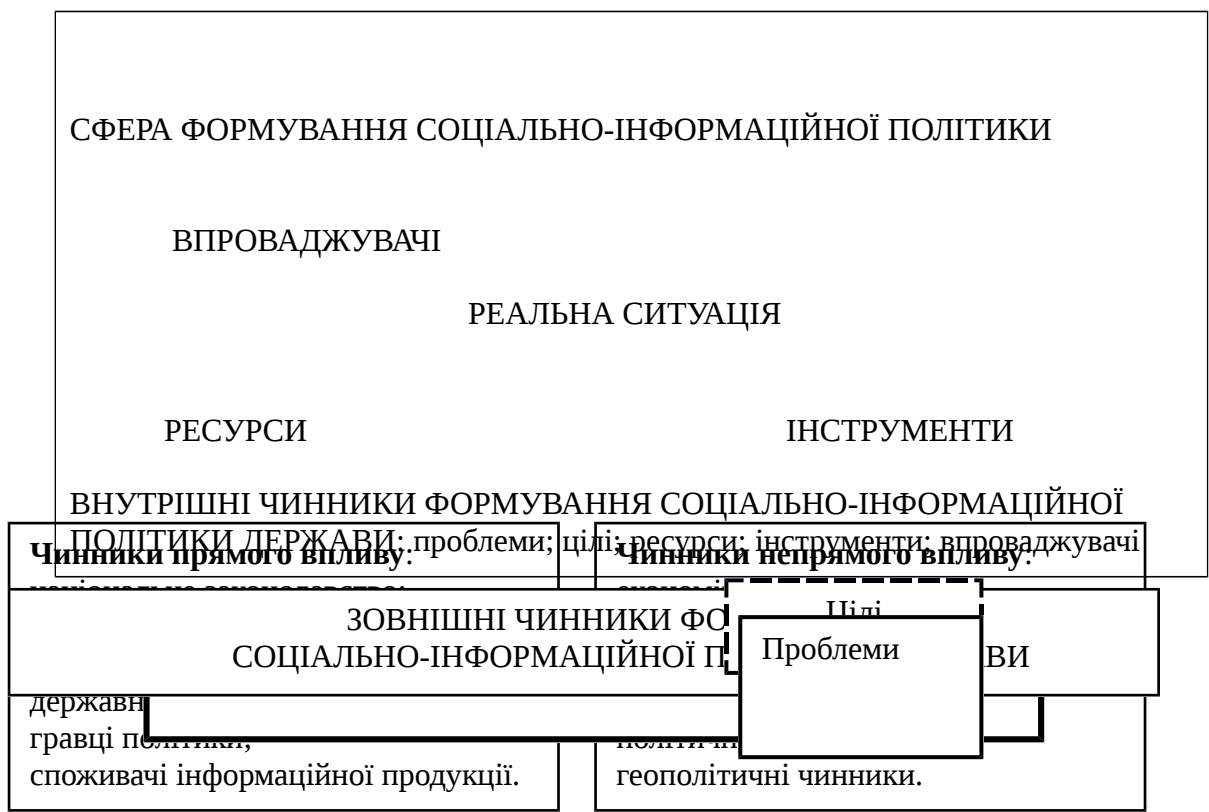 СФЕРА ФОРМУВАННЯ СОЦІАЛЬНО-ІНФОРМАЦІЙНОЇ ПОЛІТИКИ
ВПРОВАДЖУВАЧІ
РЕАЛЬНА СИТУАЦІЯ
РЕСУРСИ
ІНСТРУМЕНТИ
ВНУТРІШНІ ЧИННИКИ ФОРМУВАННЯ СОЦІАЛЬНО-ІНФОРМАЦІЙНОЇ
ПОЛІТИКИ ДЕРЖАВИ: проблеми; цілі; ресурси; інструменти; впроваджувачі
Чинники прямого впливу:
національне законодавство;
державн
гравці політики;
споживачі інформаційної продукції.
Чинники непрямого впливу:
геополітичні чинники.
ЗОВНІШНІ ЧИННИКИ ФО
СОЦІАЛЬНО-ІНФОРМАЦІЙНОЇ П
ВИ
Цілі
Проблеми